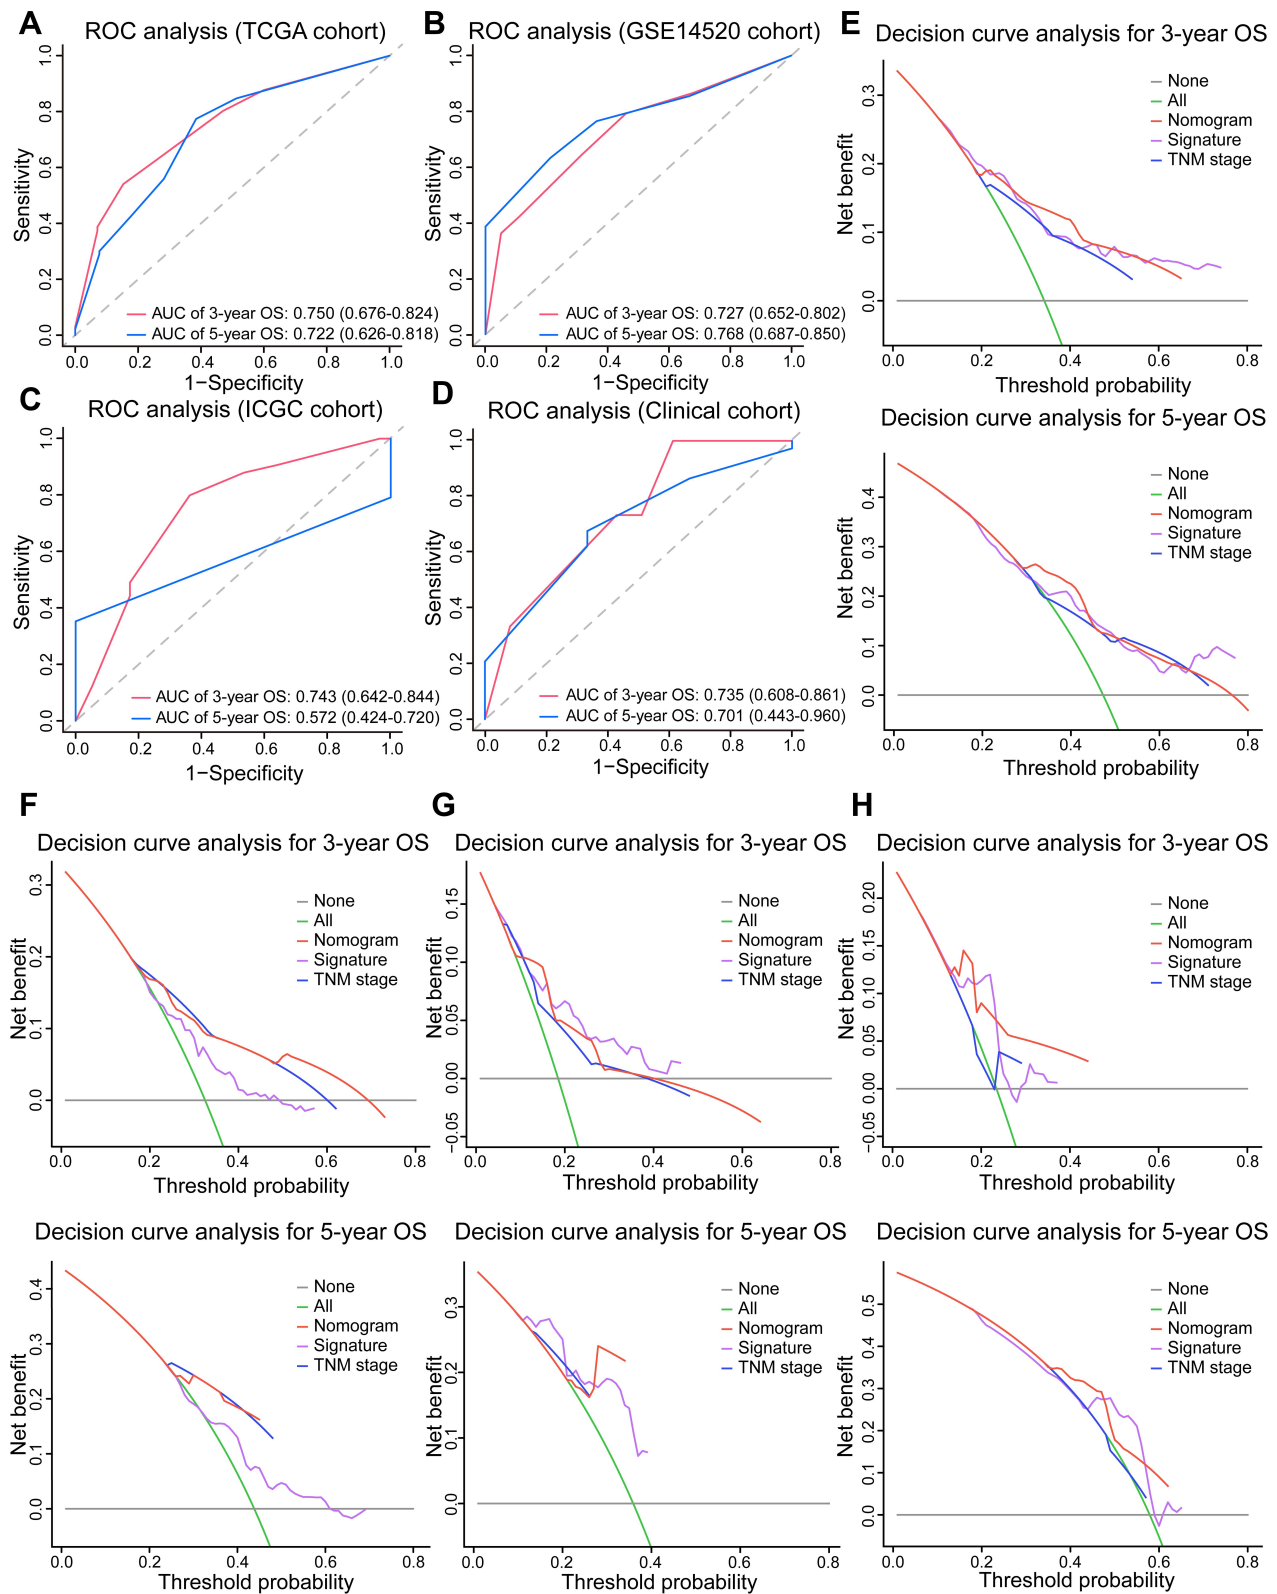 A
ROC analysis (TCGA cohort)
Sensitivity
0.0 0.2 0.4 0.6 0.8 1.0
AUC of 3-year OS: 0.750 (0.676-0.824)
AUC of 5-year OS: 0.722 (0.626-0.818)
0.0 0.2 0.4 0.6 0.8 1.0
1−Specificity
B
ROC analysis (GSE14520 cohort)
Sensitivity
0.0 0.2 0.4 0.6 0.8 1.0
AUC of 3-year OS: 0.727 (0.652-0.802)
AUC of 5-year OS: 0.768 (0.687-0.850)
0.0 0.2 0.4 0.6 0.8 1.0
1−Specificity
E
Decision curve analysis for 3-year OS
Net benefit
0.0 0.1 0.2 0.3
None
All
Nomogram
Signature
TNM stage
0.0 0.2 0.4 0.6 0.8
Threshold probability
C
ROC analysis (ICGC cohort)
Sensitivity
0.0 0.2 0.4 0.6 0.8 1.0
AUC of 3-year OS: 0.743 (0.642-0.844)
AUC of 5-year OS: 0.572 (0.424-0.720)
0.0 0.2 0.4 0.6 0.8 1.0
1−Specificity
D
ROC analysis (Clinical cohort)
Sensitivity
0.0 0.2 0.4 0.6 0.8 1.0
AUC of 3-year OS: 0.735 (0.608-0.861)
AUC of 5-year OS: 0.701 (0.443-0.960)
0.0 0.2 0.4 0.6 0.8 1.0
1−Specificity
Decision curve analysis for 5-year OS
Net benefit
0.0 0.1 0.2 0.3 0.4
None
All
Nomogram
Signature
TNM stage
0.0 0.2 0.4 0.6 0.8
Threshold probability
F
Decision curve analysis for 3-year OS
Net benefit
0.0 0.1 0.2 0.3
None
All
Nomogram
Signature
TNM stage
0.0 0.2 0.4 0.6 0.8
Threshold probability
G
Decision curve analysis for 3-year OS
Net benefit
−0.05 0.00 0.05 0.10 0.15
None
All
Nomogram
Signature
TNM stage
0.0 0.2 0.4 0.6 0.8
Threshold probability
H
Decision curve analysis for 3-year OS
Net benefit
−0.05 0.00 0.05 0.10 0.15 0.20
None
All
Nomogram
Signature
TNM stage
0.0 0.2 0.4 0.6 0.8
Threshold probability
Decision curve analysis for 5-year OS
Net benefit
0.0 0.1 0.2 0.3 0.4
None
All
Nomogram
Signature
TNM stage
0.0 0.2 0.4 0.6 0.8
Threshold probability
Decision curve analysis for 5-year OS
Net benefit
0.0 0.1 0.2 0.3
None
All
Nomogram
Signature
TNM stage
0.0 0.2 0.4 0.6 0.8
Threshold probability
Decision curve analysis for 5-year OS
Net benefit
0.0 0.1 0.2 0.3 0.4 0.5
None
All
Nomogram
Signature
TNM stage
0.0 0.2 0.4 0.6 0.8
Threshold probability